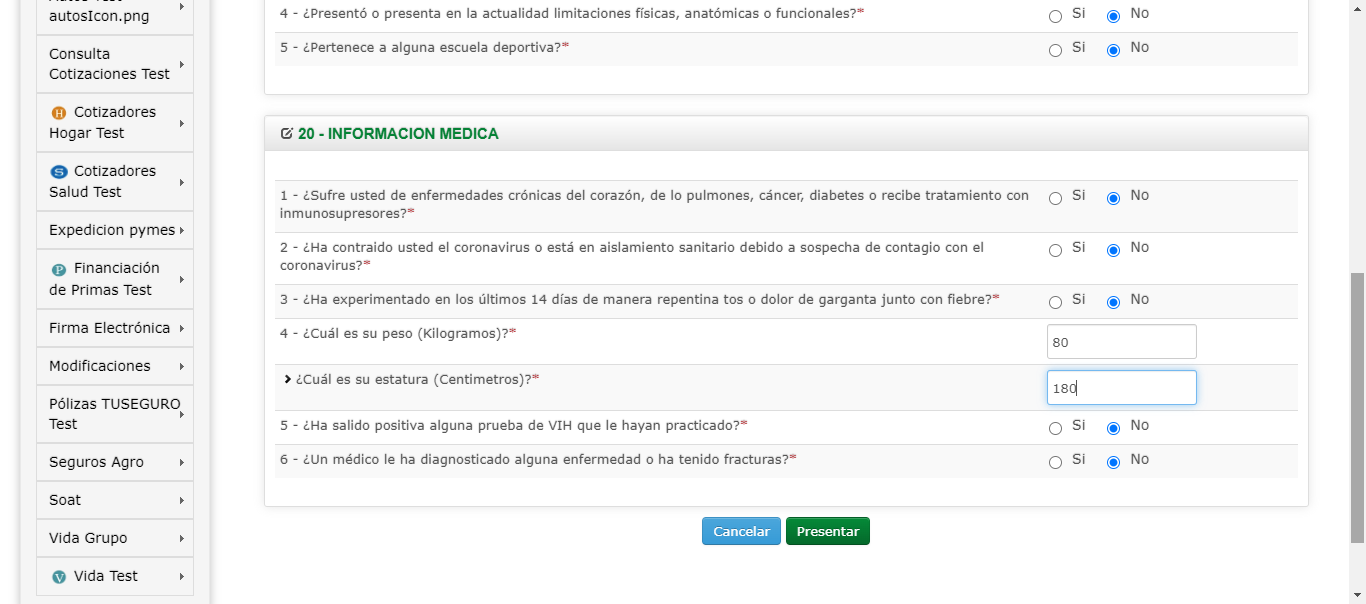 autosIcon.png
Consulta
Cotizaciones Test
H Cotizadores
Hogar Test
S Cotizadores
Salud Test
Expedicion pymes
P Financiación
de Primas Test
Firma Electrónica
Modificaciones
Pólizas TUSEGURO
Test
Seguros Agro
Soat
Vida Grupo
V Vida Test
4 - ¿Presentó o presenta en la actualidad limitaciones físicas, anatómicas o funcionales?* Si No
5 - ¿Pertenece a alguna escuela deportiva?* Si No
20 - INFORMACION MEDICA
1 - ¿Sufre usted de enfermedades crónicas del corazón, de lo pulmones, cáncer, diabetes o recibe tratamiento con Si No
inmunosupresores?*
2 - ¿Ha contraido usted el coronavirus o está en aislamiento sanitario debido a sospecha de contagio con el Si No
coronavirus?*
3 - ¿Ha experimentado en los últimos 14 días de manera repentina tos o dolor de garganta junto con fiebre?* Si No
4 - ¿Cuál es su peso (Kilogramos)?* 80
¿Cuál es su estatura (Centimetros)?* 180
5 - ¿Ha salido positiva alguna prueba de VIH que le hayan practicado?* Si No
6 - ¿Un médico le ha diagnosticado alguna enfermedad o ha tenido fracturas?* Si No
Cancelar Presentar